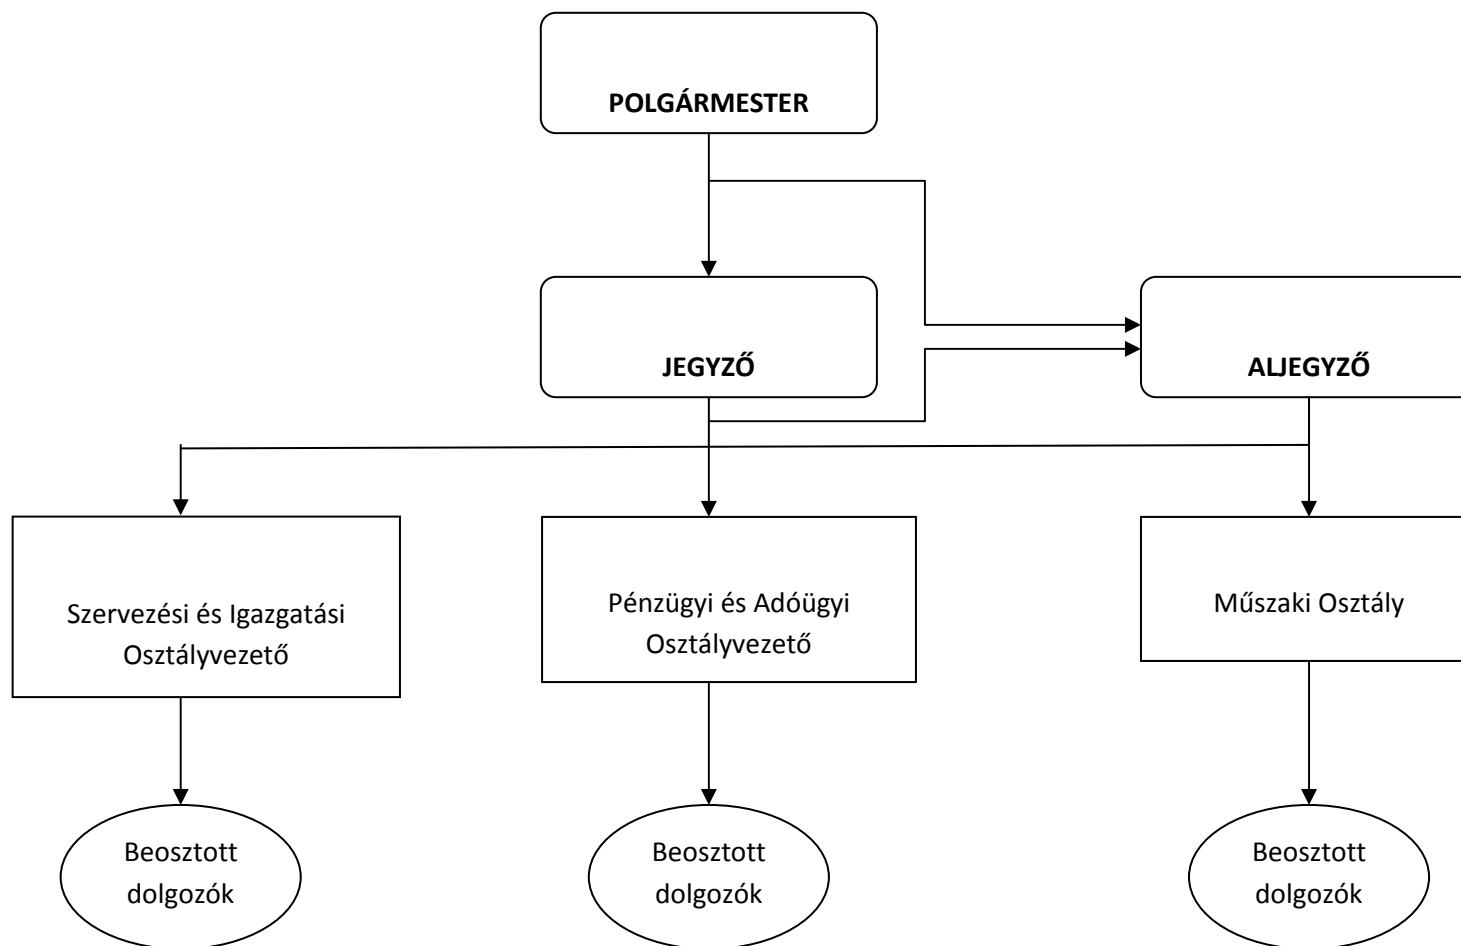 POLGÁRMESTER
JEGYZŐ
ALJEGYZŐ
Szervezési és Igazgatási
Osztályvezető
Pénzügyi és Adóügyi
Osztályvezető
Műszaki Osztály
Beosztott
dolgozók
Beosztott
dolgozók
Beosztott
dolgozók